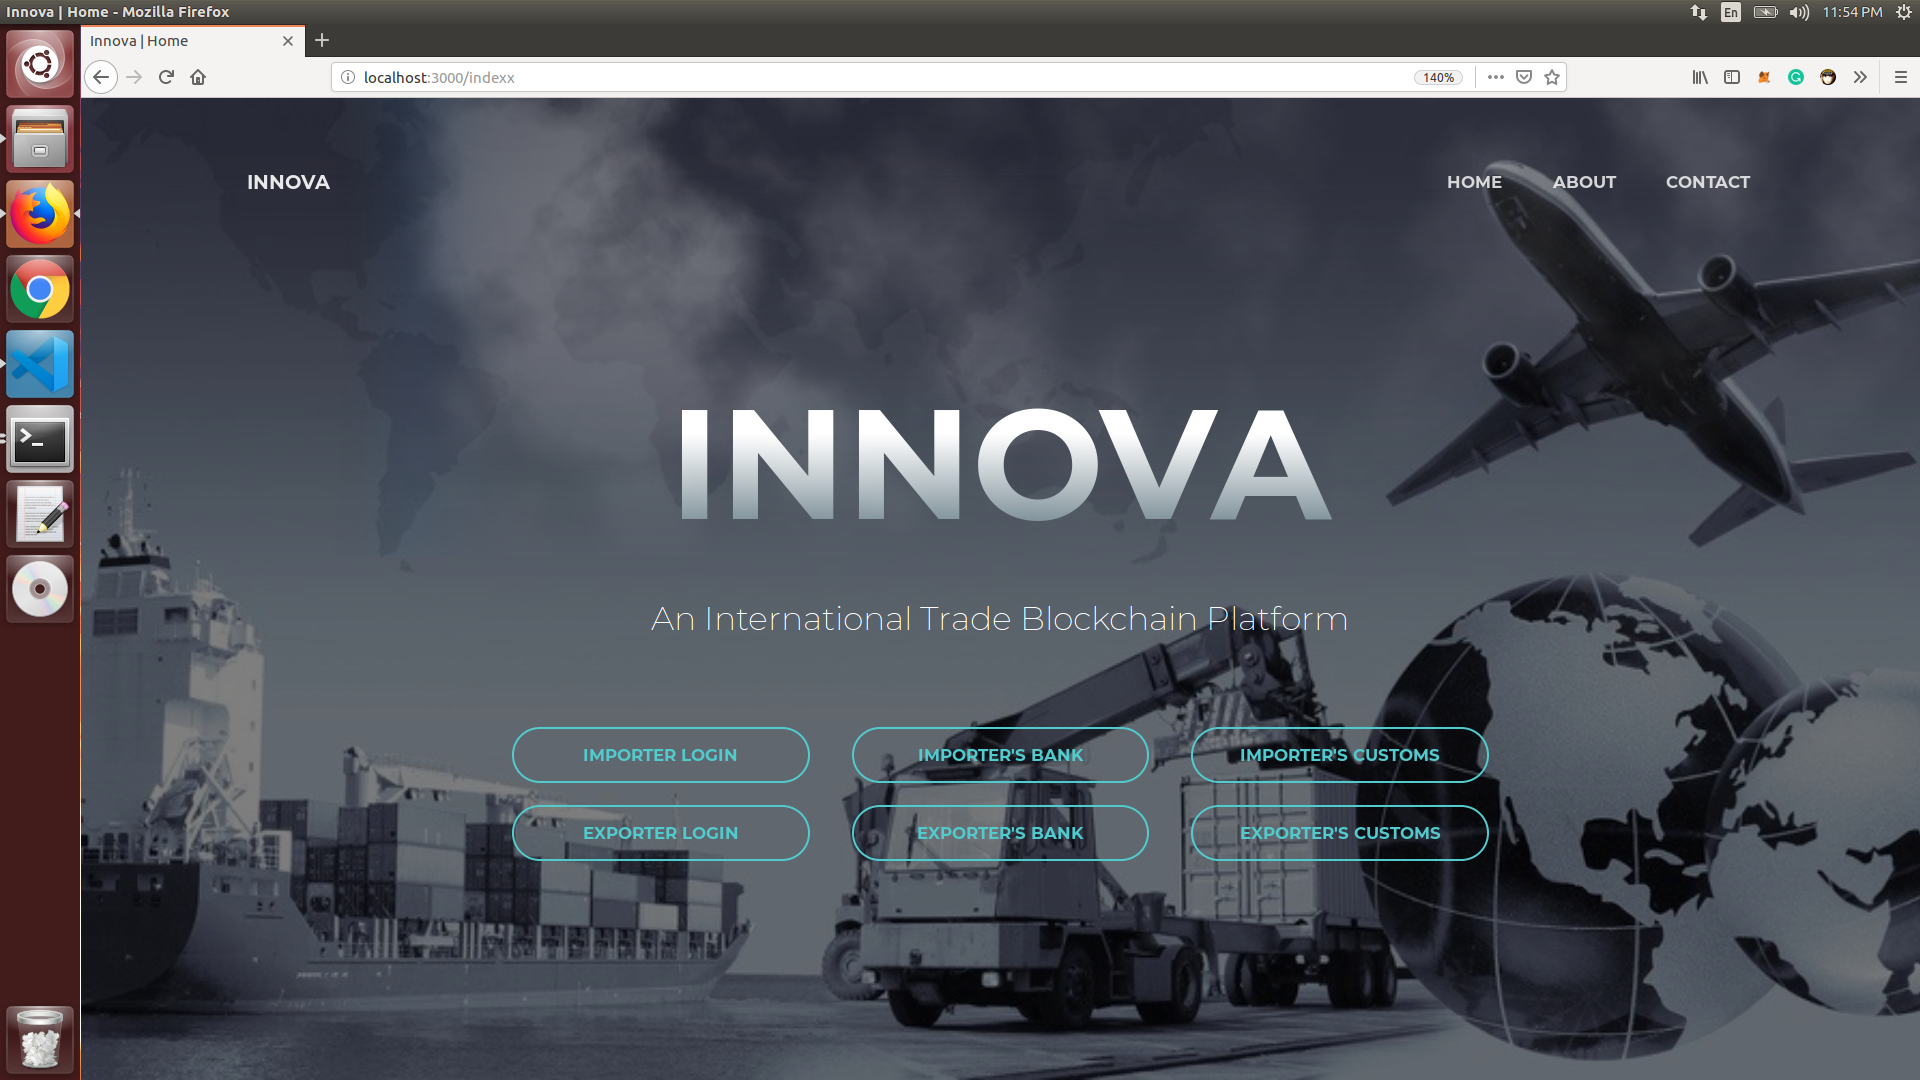 Innova | Home - Mozilla Firefox
En
11:54 PM
Innova | Home
localhost:3000/indexx
140%
INNOVA
HOME
ABOUT
CONTACT
INNOVA
An International Trade Blockchain Platform
IMPORTER LOGIN
IMPORTER'S BANK
IMPORTER'S CUSTOMS
EXPORTER LOGIN
EXPORTER'S BANK
EXPORTER'S CUSTOMS